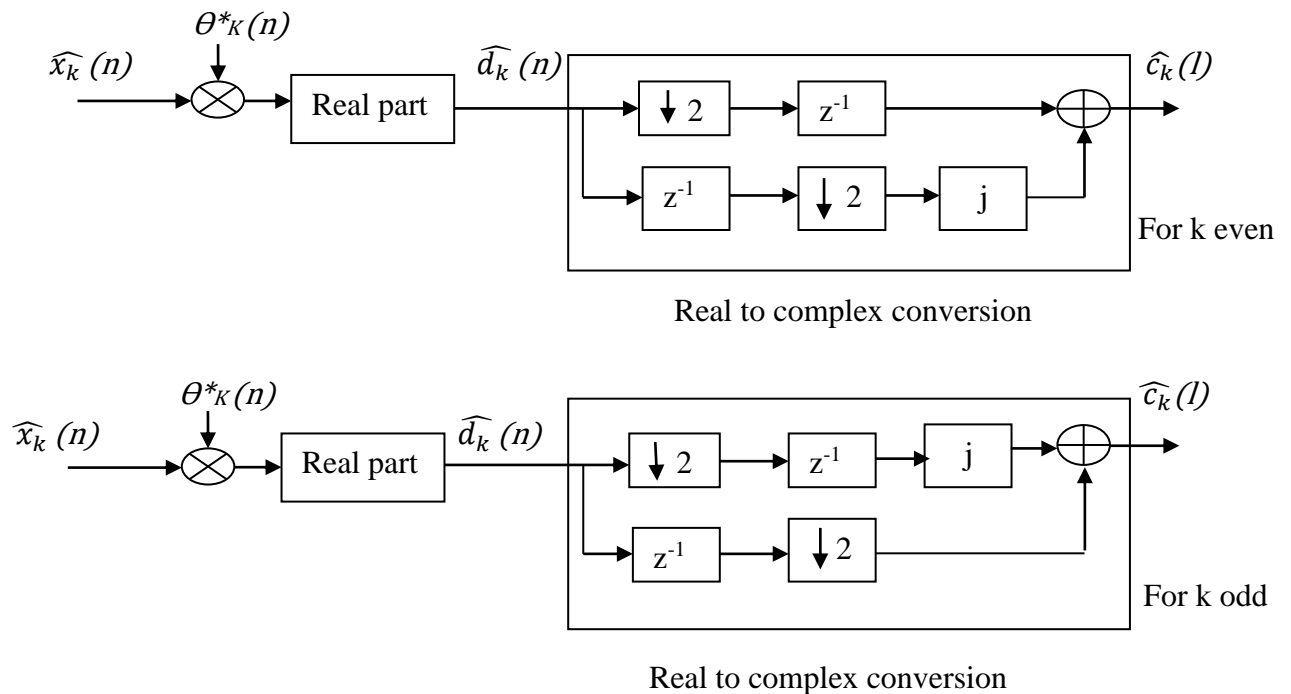 θ*K(n)
x̂k (n)
d̂k (n)
ĉk(l)
Real part
↓ 2
z-1
z-1
↓ 2
j
For k even
Real to complex conversion
θ*K(n)
x̂k (n)
d̂k (n)
ĉk(l)
Real part
↓ 2
z-1
j
z-1
↓ 2
For k odd
Real to complex conversion